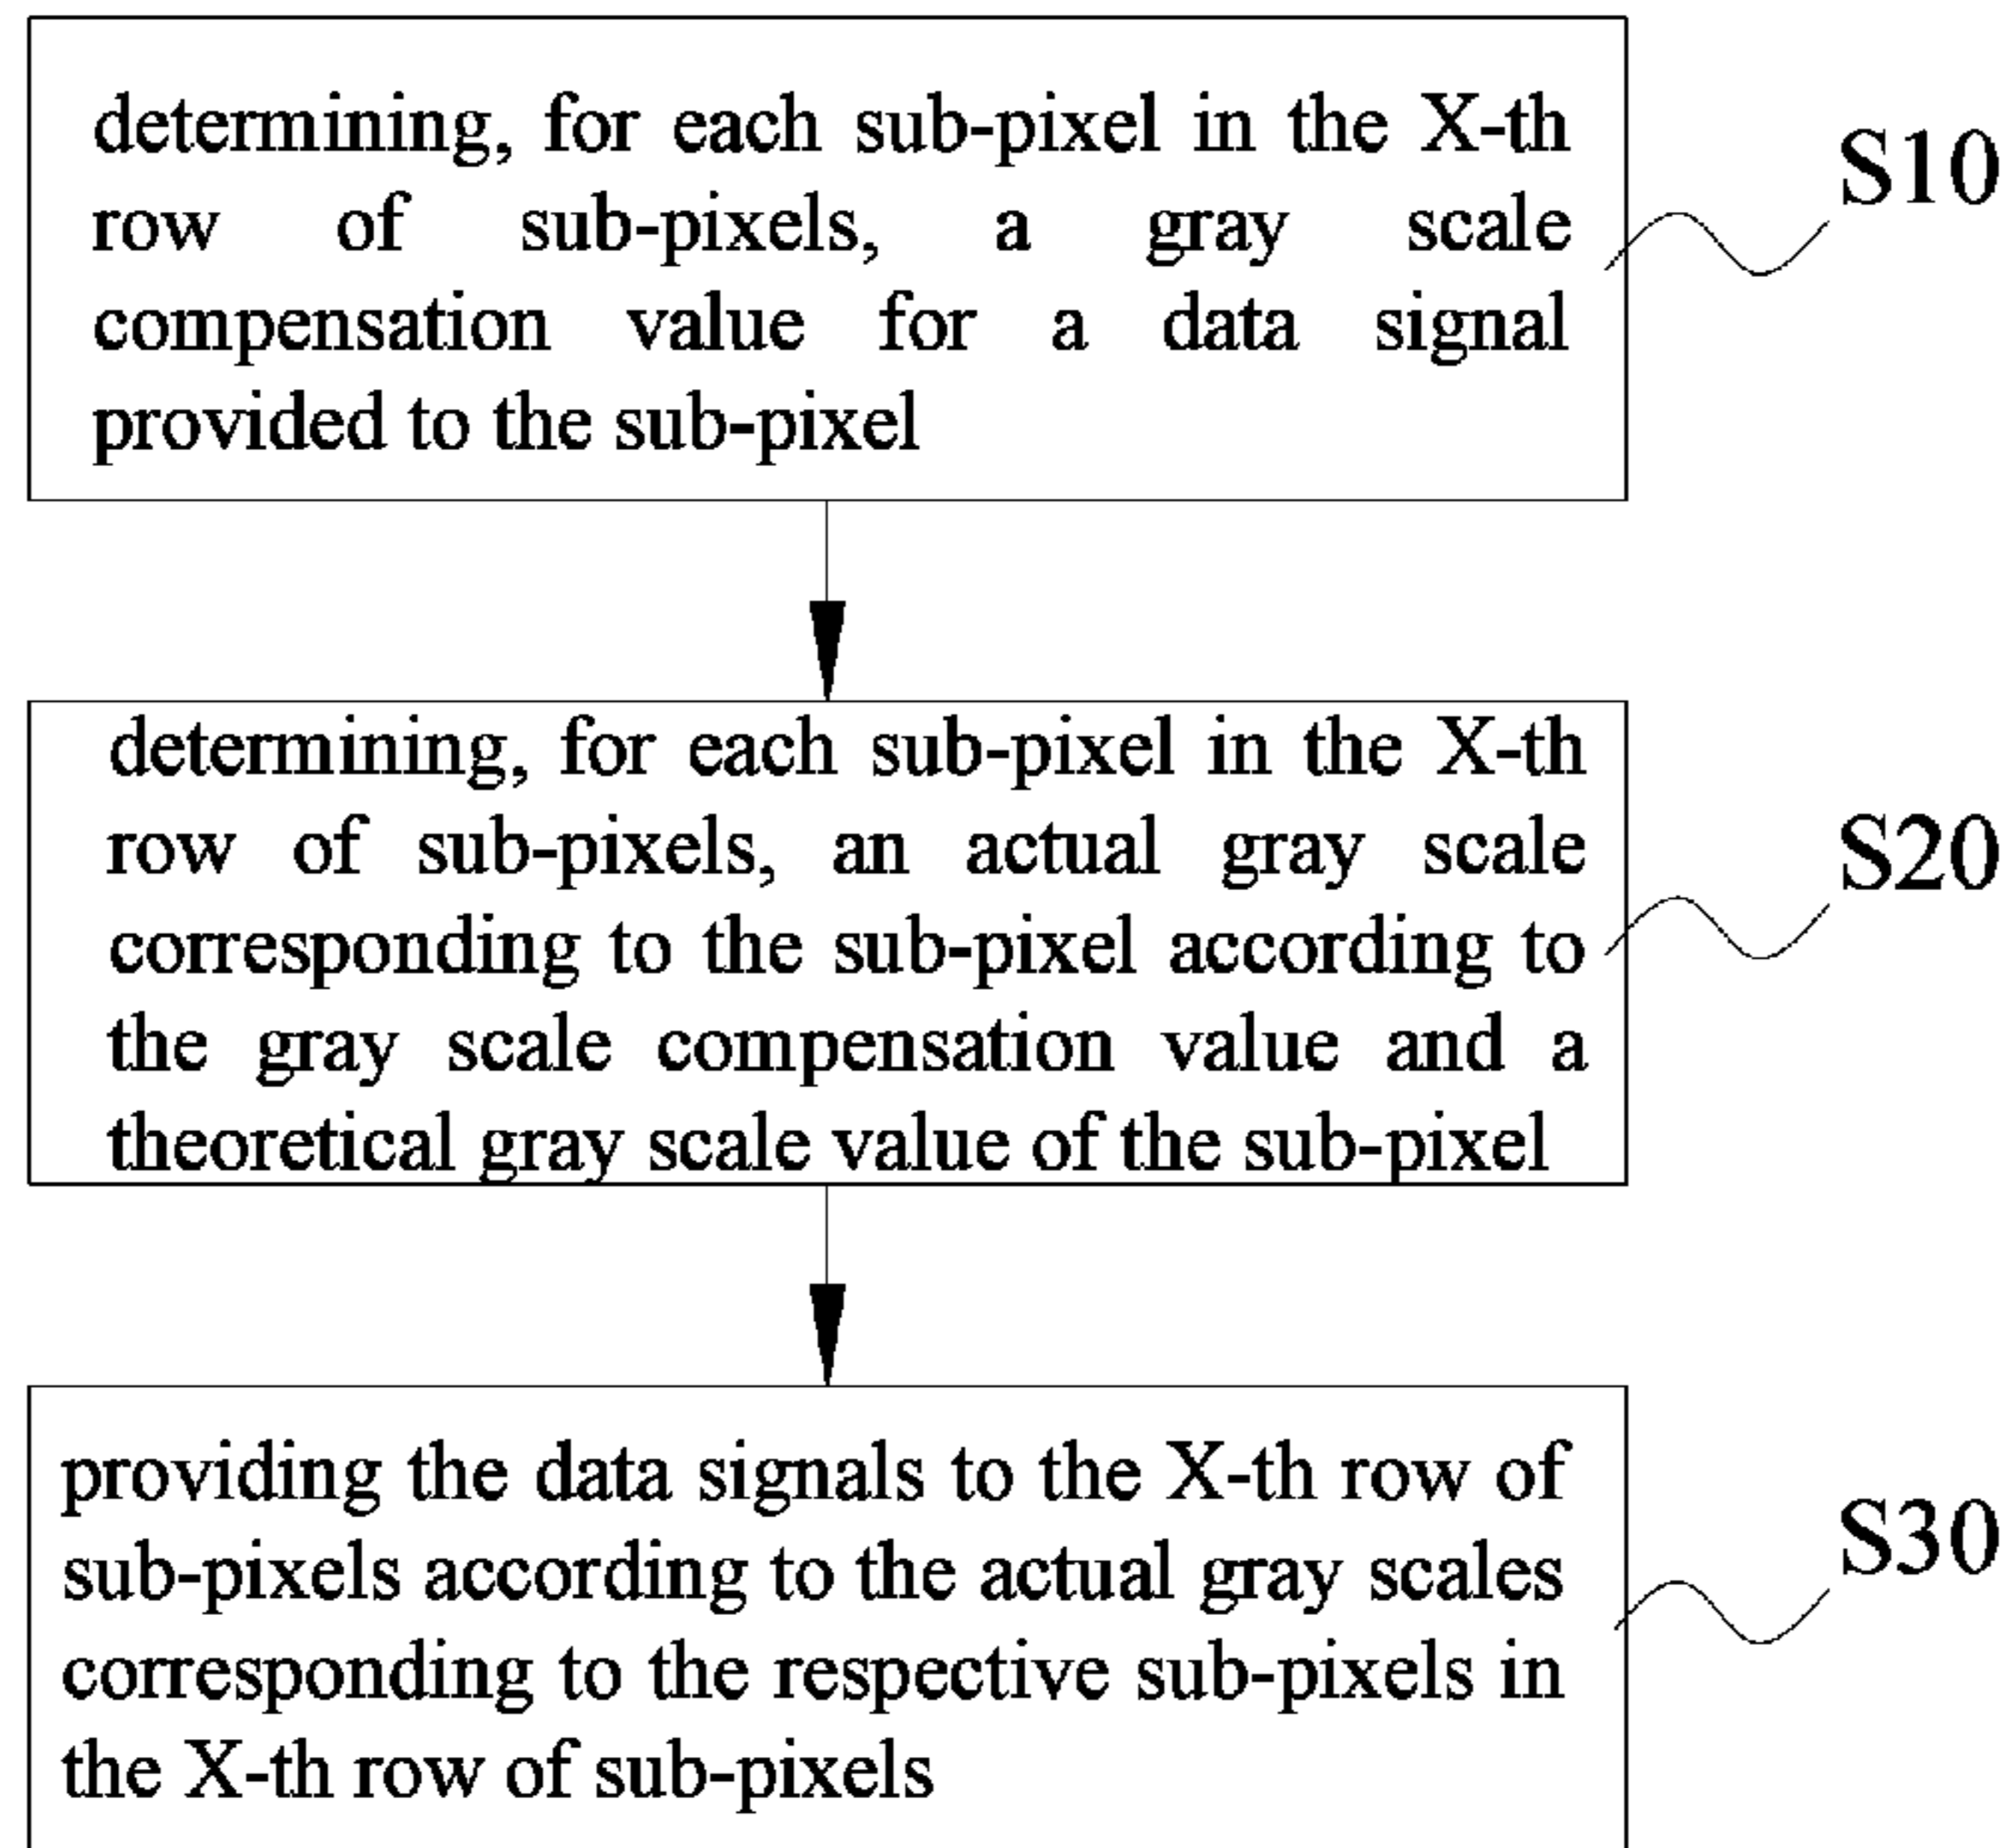 determining, for each sub-pixel in the X-th
row of sub-pixels, a gray scale
compensation value for a data signal
provided to the sub-pixel
S10
determining, for each sub-pixel in the X-th
row of sub-pixels, an actual gray scale
corresponding to the sub-pixel according to
the gray scale compensation value and a
theoretical gray scale value of the sub-pixel
S20
providing the data signals to the X-th row of
sub-pixels according to the actual gray scales
corresponding to the respective sub-pixels in
the X-th row of sub-pixels
S30